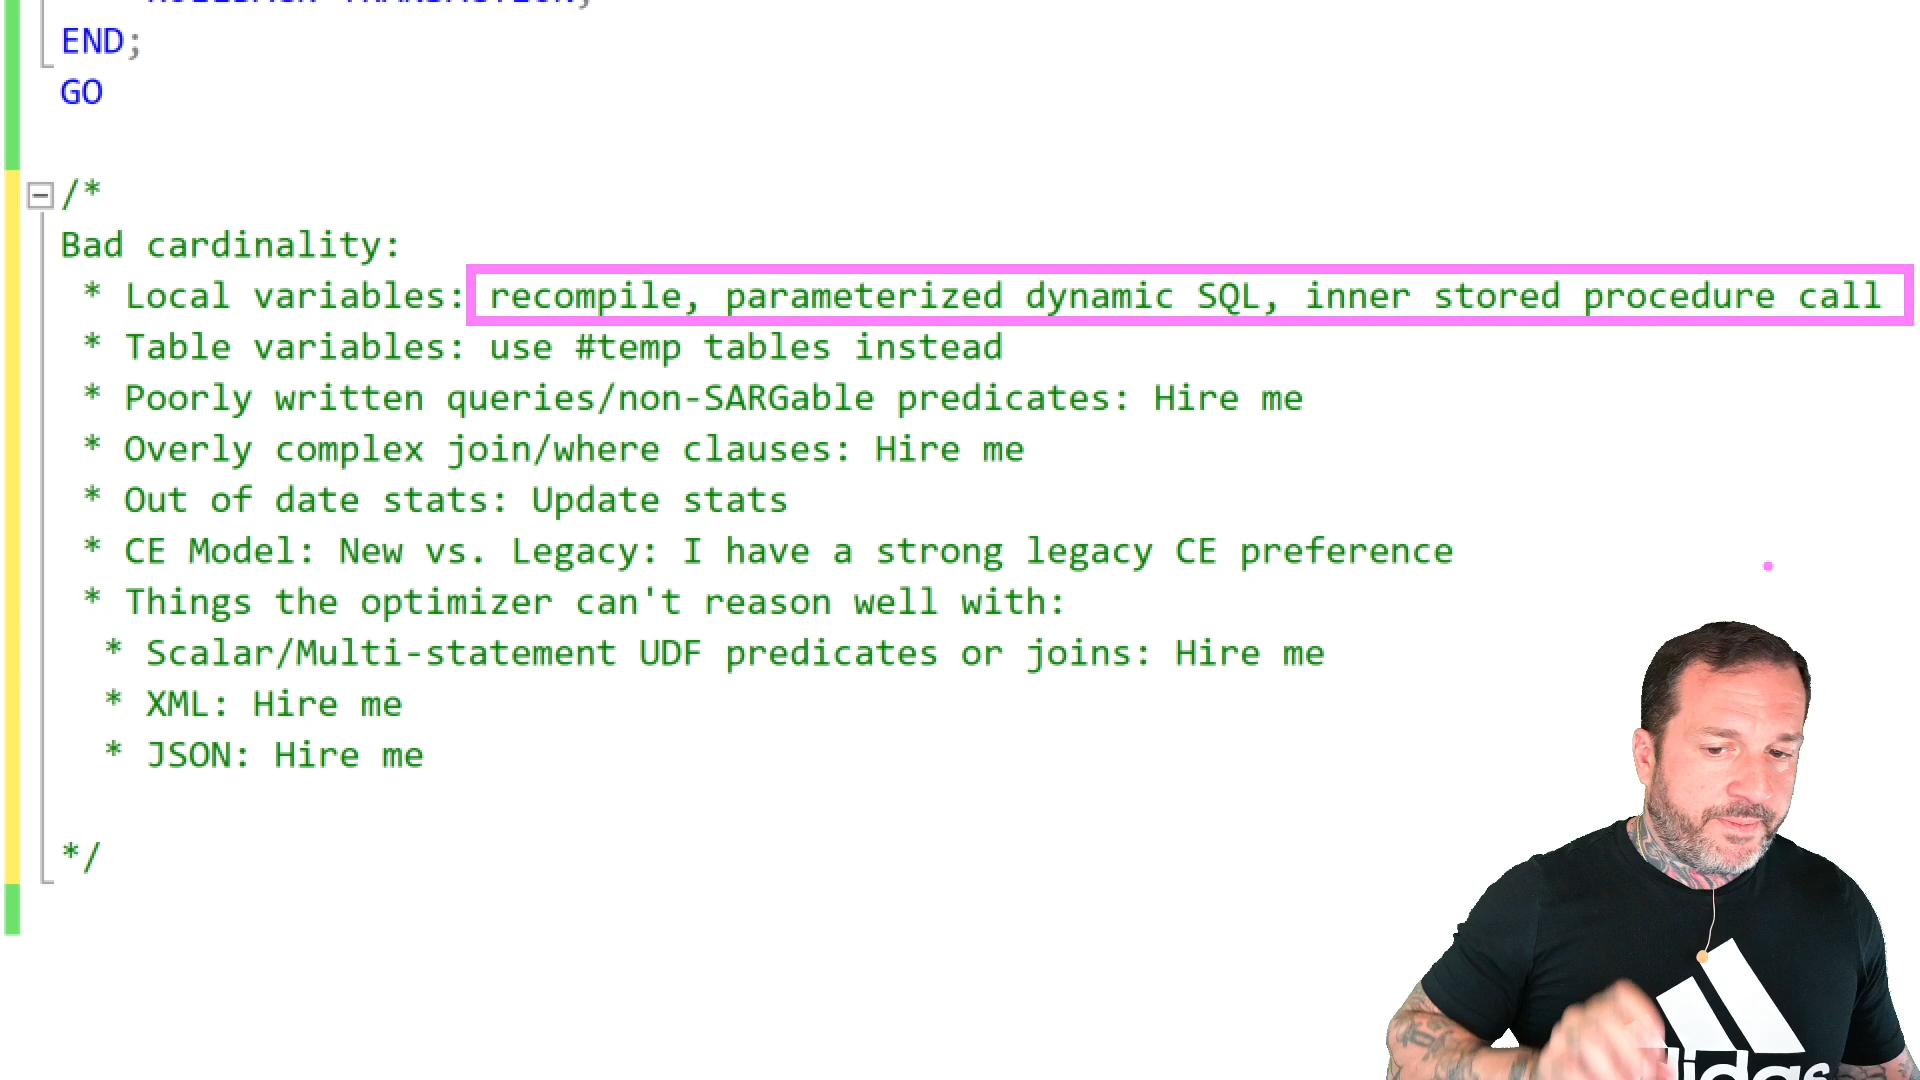 END;
GO
/*
Bad cardinality:
* Local variables: recompile, parameterized dynamic SQL, inner stored procedure call
* Table variables: use #temp tables instead
* Poorly written queries/non-SARGable predicates: Hire me
* Overly complex join/where clauses: Hire me
* Out of date stats: Update stats
* CE Model: New vs. Legacy: I have a strong legacy CE preference
* Things the optimizer can't reason well with:
* Scalar/Multi-statement UDF predicates or joins: Hire me
* XML: Hire me
* JSON: Hire me
*/
adidas